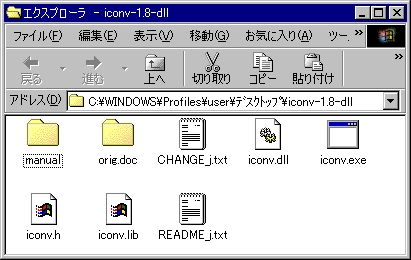 エクスプローラ - iconv-1.8-dll
ファイル(F) 編集(E) 表示(V) 移動(G) お気に入り(A) ツー... »
戻る 進む 上へ 切り取り コピー 貼り付け »
アドレス(D) C:¥WINDOWS¥Profiles¥user¥ﾃﾞｽｸﾄｯﾌﾟ¥iconv-1.8-dll
manual orig.doc CHANGE_j.txt iconv.dll iconv.exe
iconv.h iconv.lib README_j.txt